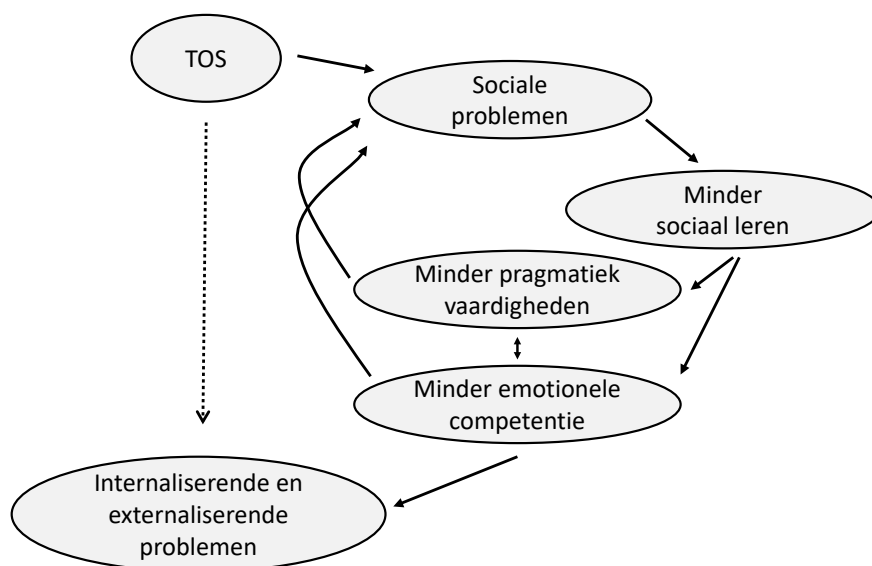 TOS
Sociale
problemen
Minder
sociaal leren
Minder pragmatiek
vaardigheden
Minder emotionele
competentie
Internaliserende en
externaliserende
problemen